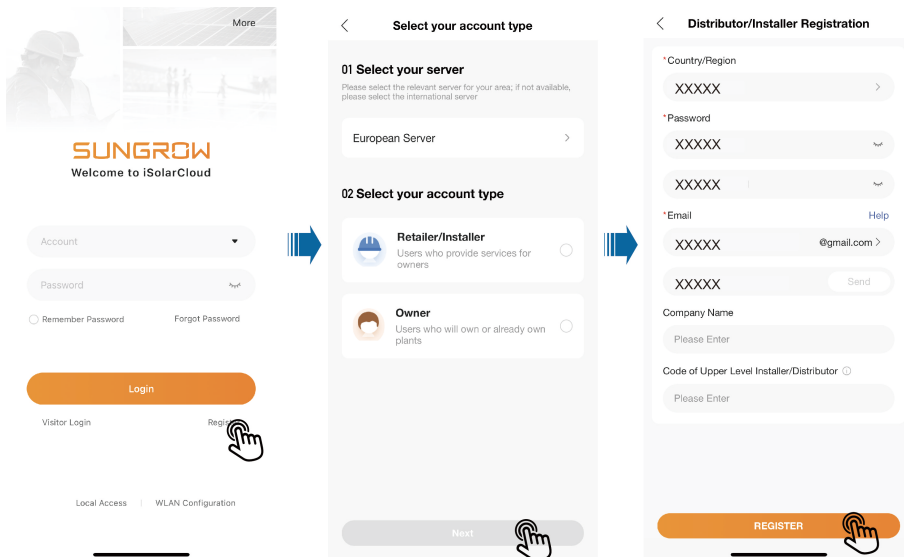 More
SUNGROW
Welcome to iSolarCloud
Account
Password
Remember Password
Forgot Password
Login
Visitor Login
Regist
Local Access
WLAN Configuration
Select your account type
01 Select your server
Please select the relevant server for your area; if not available,
please select the international server
European Server
02 Select your account type
Retailer/Installer
Users who provide services for
owners
Owner
Users who will own or already own
plants
Next
Distributor/Installer Registration
*Country/Region
XXXXX
*Password
XXXXX
XXXXX
*Email
Help
XXXXX
@gmail.com
XXXXX
Send
Company Name
Please Enter
Code of Upper Level Installer/Distributor
Please Enter
REGISTER